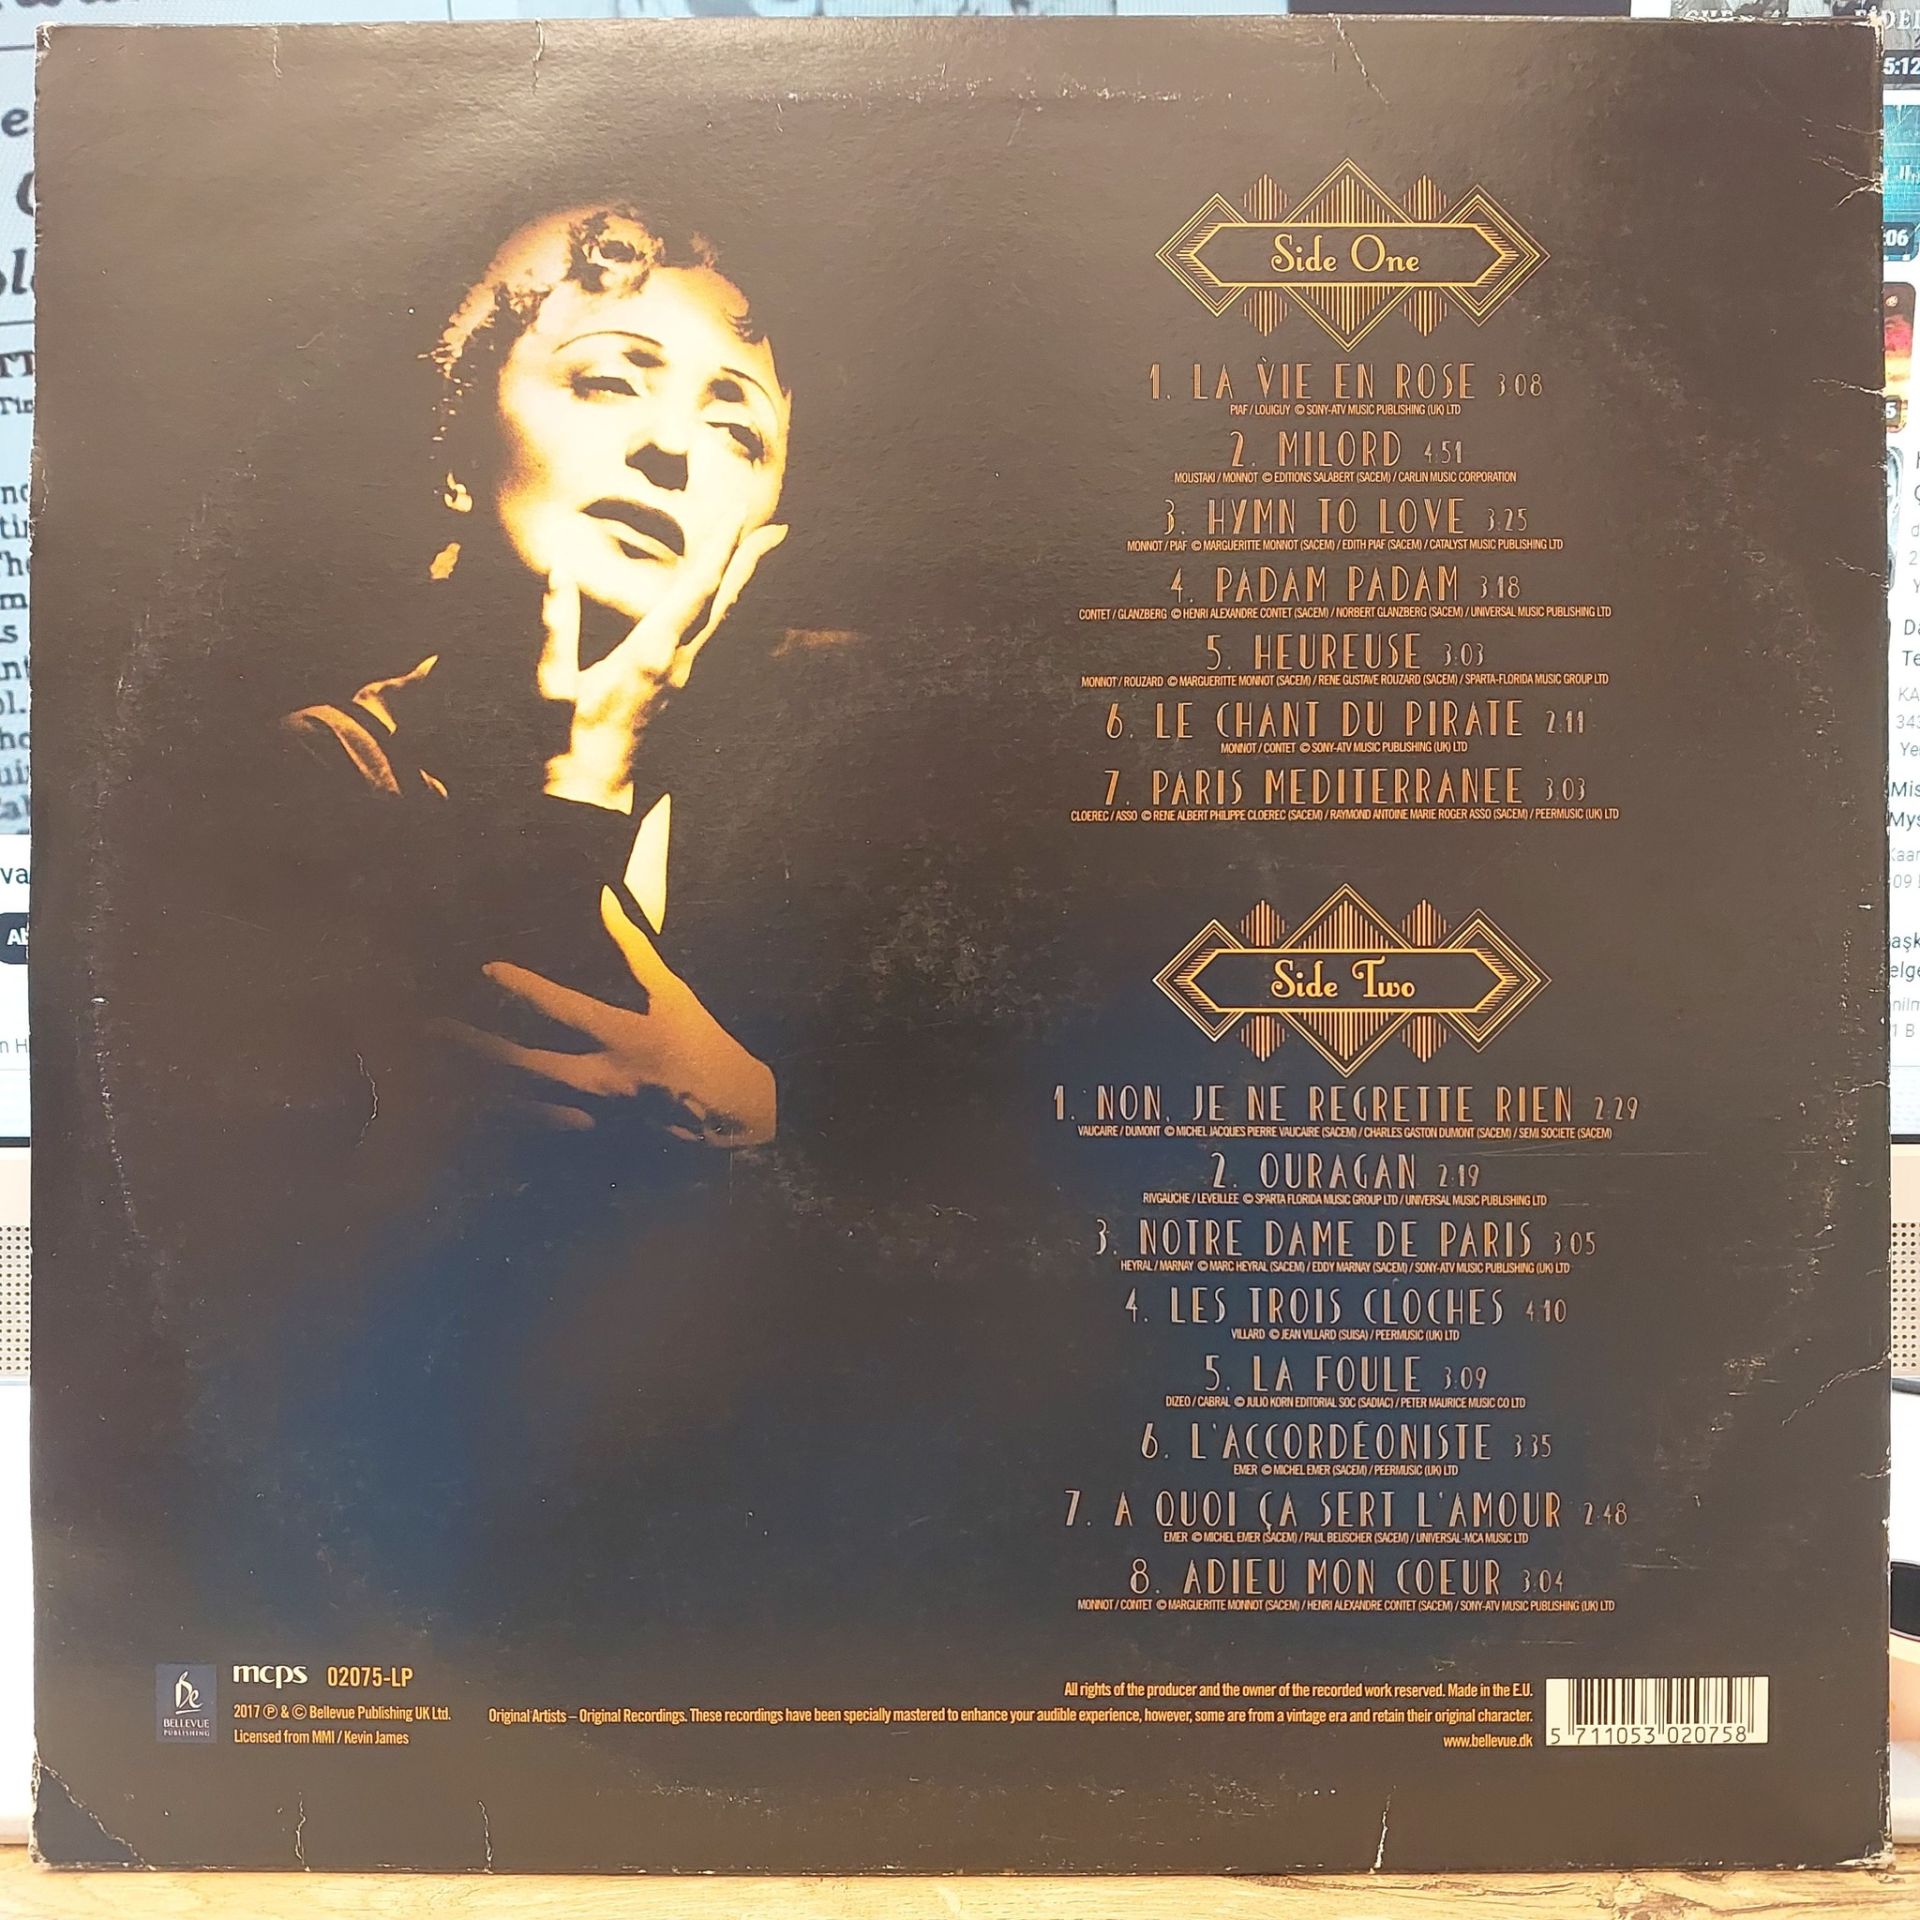 Side One
1. LA VIE EN ROSE 3:08
PIAF / LOUIGUY © SONY-ATV MUSIC PUBLISHING (UK) LTD
2. MILORD 4:51
MOUSTAKI / MONNOT © EDITIONS SALABERT (SACEM) / CARLIN MUSIC CORPORATION
3. HYMN TO LOVE 3:25
MONNOT / PIAF © MARGUERITTE MONNOT (SACEM) / EDITH PIAF (SACEM) / CATALYST MUSIC PUBLISHING LTD
4. PADAM PADAM 3:18
CONTET / GLANZBERG © HENRI ALEXANDRE CONTET (SACEM) / NORBERT GLANZBERG (SACEM) / UNIVERSAL MUSIC PUBLISHING LTD
5. HEUREUSE 3:03
MONNOT / ROUZARD © MARGUERITTE MONNOT (SACEM) / RENE GUSTAVE ROUZARD (SACEM) / SPARTA-FLORIDA MUSIC GROUP LTD
6. LE CHANT DU PIRATE 2:11
MONNOT / CONTET © SONY-ATV MUSIC PUBLISHING (UK) LTD
7. PARIS MEDITERRANEE 3:03
CLOEREC / ASSO © RENE ALBERT PHILIPPE CLOEREC (SACEM) / RAYMOND ANTOINE MARIE ROGER ASSO (SACEM) / PEERMUSIC (UK) LTD
Side Two
1. NON, JE NE REGRETTE RIEN 2:29
VAUCAIRE / DUMONT © MICHEL JACQUES PIERRE VAUCAIRE (SACEM) / CHARLES GASTON DUMONT (SACEM) / SEMI SOCIETE (SACEM)
2. OURAGAN 2:19
RIVGAUCHE / LEVEILLEE © SPARTA FLORIDA MUSIC GROUP LTD / UNIVERSAL MUSIC PUBLISHING LTD
3. NOTRE DAME DE PARIS 3:05
HEYRAL / MARNAY © MARC HEYRAL (SACEM) / EDDY MARNAY (SACEM) / SONY-ATV MUSIC PUBLISHING (UK) LTD
4. LES TROIS CLOCHES 4:10
VILLARD © JEAN VILLARD (SUISA) / PEERMUSIC (UK) LTD
5. LA FOULE 3:09
DIZEO / CABRAL © JULIO KORN EDITORIAL SOC (SADIAC) / PETER MAURICE MUSIC CO LTD
6. L'ACCORDÉONISTE 3:35
EMER © MICHEL EMER (SACEM) / PEERMUSIC (UK) LTD
7. A QUOI ÇA SERT L'AMOUR 2:48
EMER © MICHEL EMER (SACEM) / PAUL BEUSCHER (SACEM) / UNIVERSAL-MCA MUSIC LTD
8. ADIEU MON COEUR 3:04
MONNOT / CONTET © MARGUERITTE MONNOT (SACEM) / HENRI ALEXANDRE CONTET (SACEM) / SONY-ATV MUSIC PUBLISHING (UK) LTD
Be
BELLEVUE
PUBLISHING
mcps 02075-LP
2017 Ⓟ & © Bellevue Publishing UK Ltd.
Licensed from MMI / Kevin James
All rights of the producer and the owner of the recorded work reserved. Made in the E.U.
Original Artists – Original Recordings. These recordings have been specially mastered to enhance your audible experience, however, some are from a vintage era and retain their original character.
www.bellevue.dk
5 711053 020758